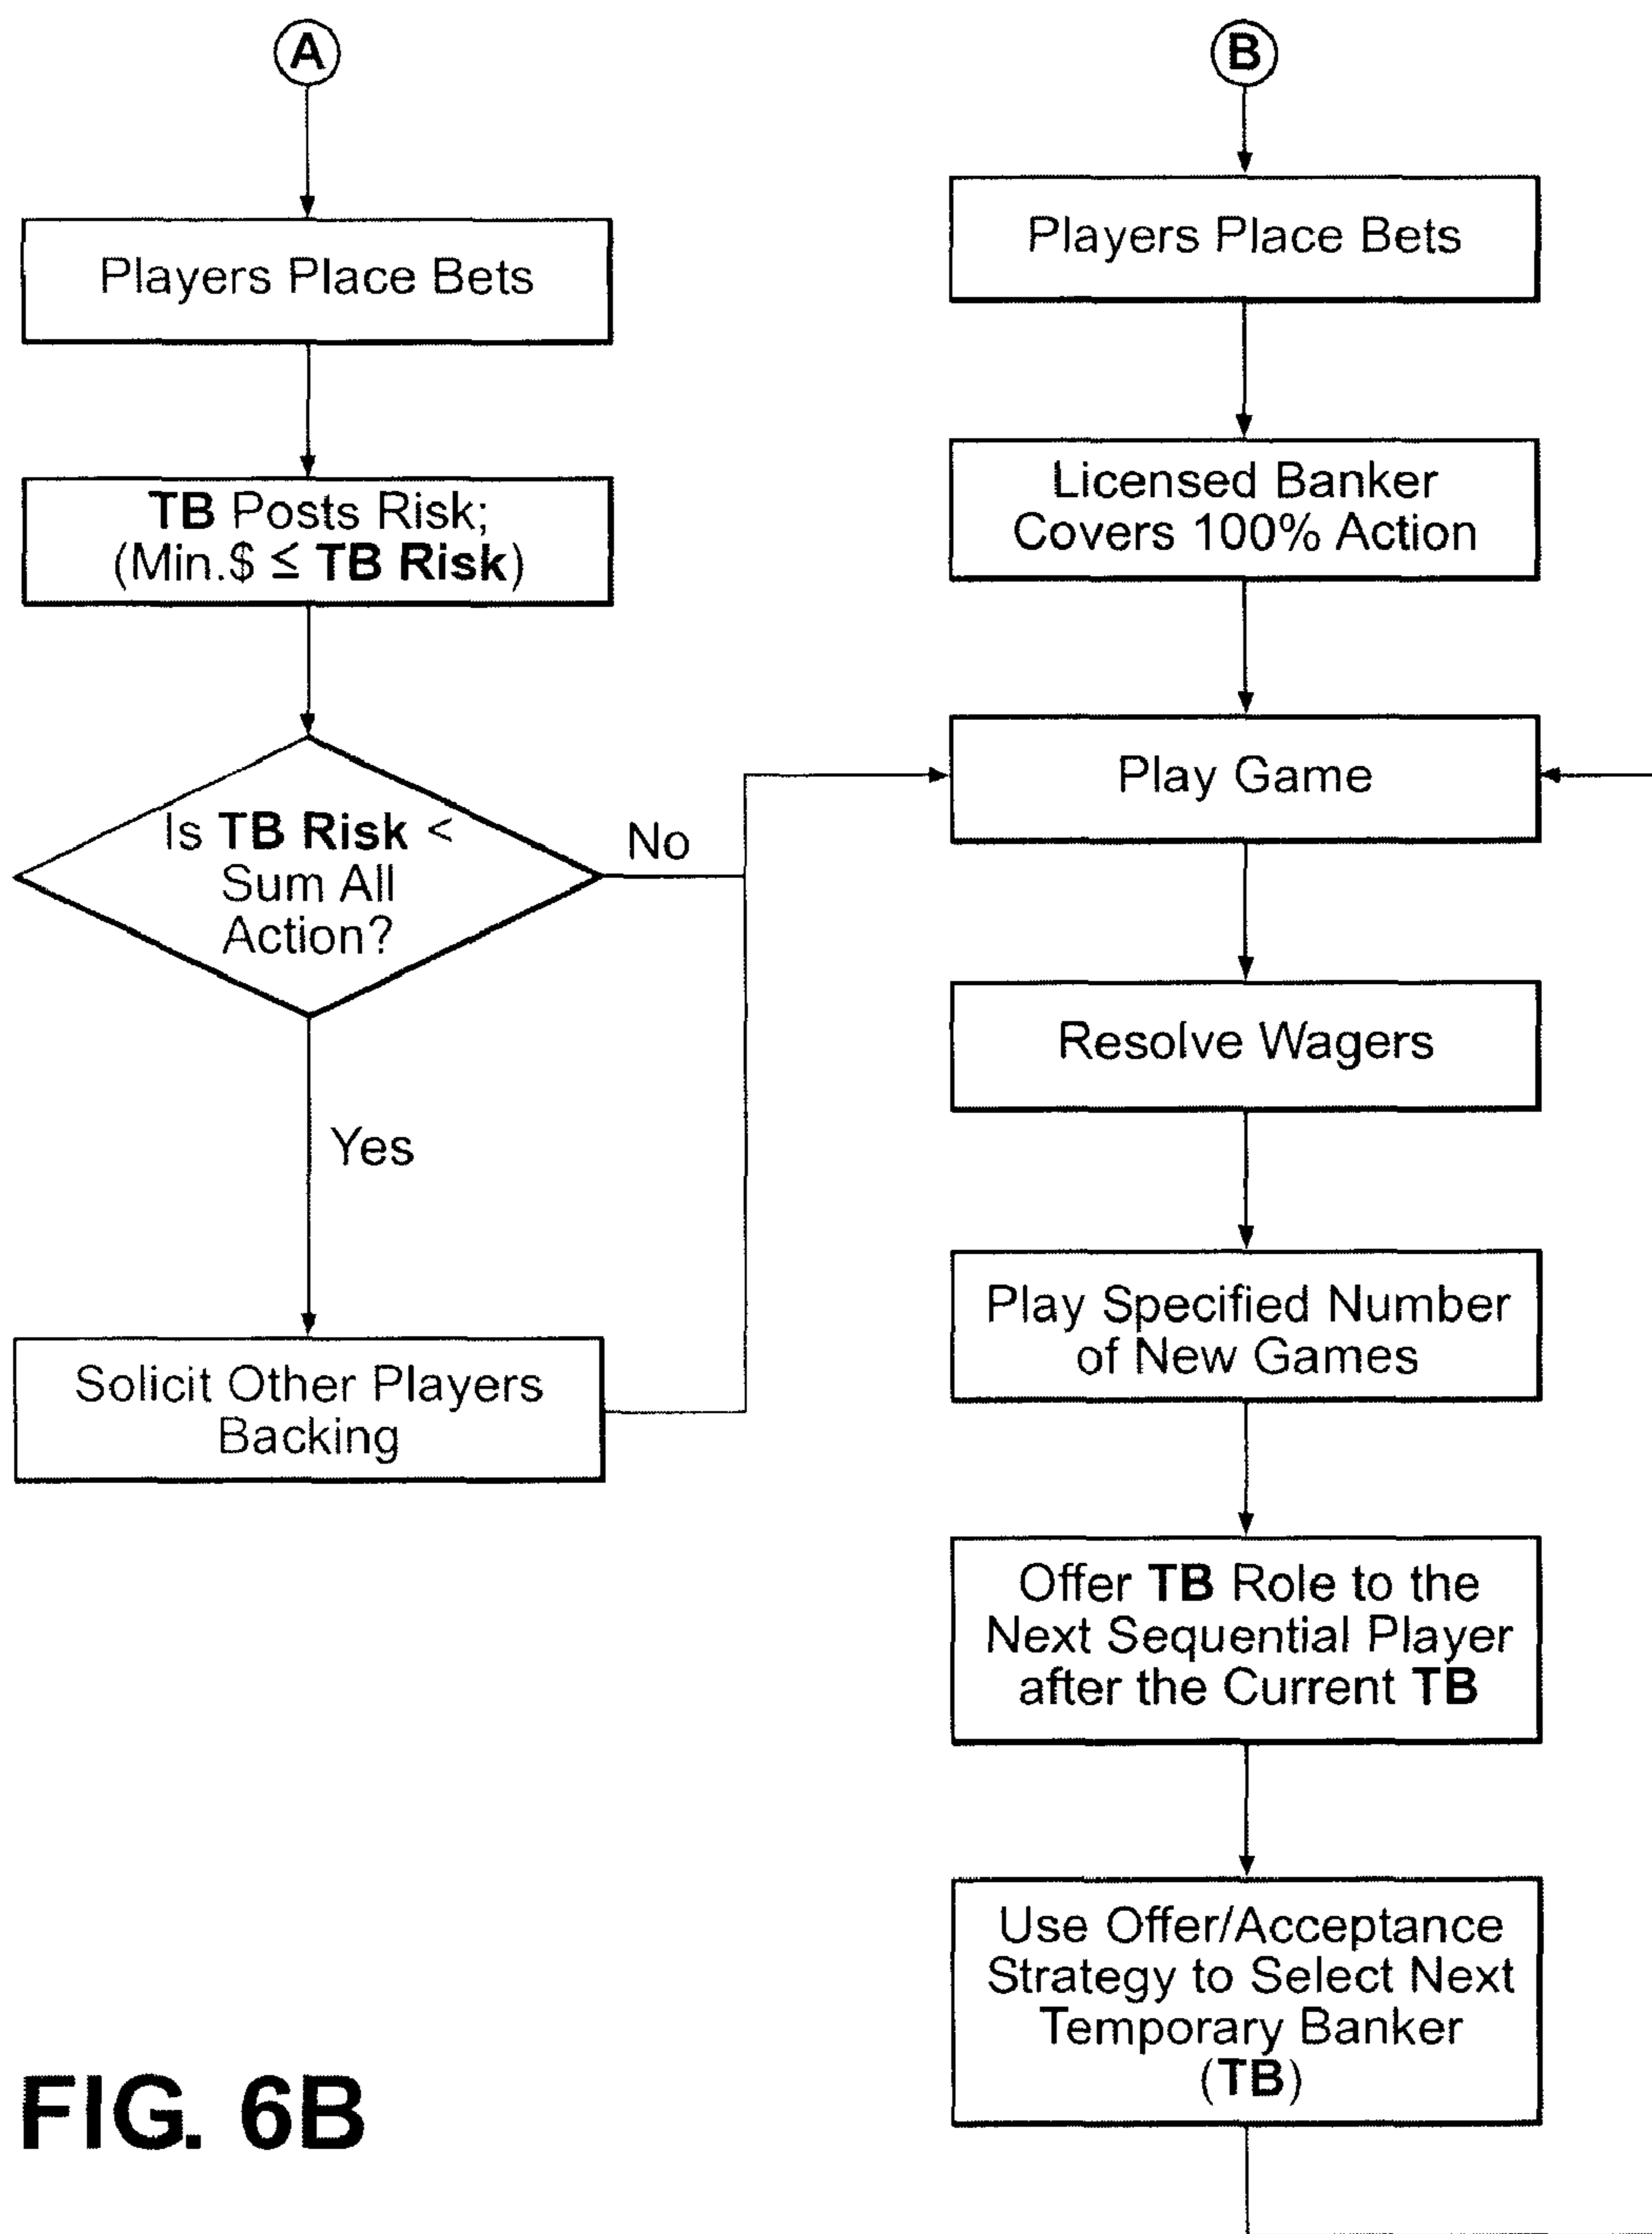 A
Players Place Bets
TB Posts Risk;
(Min.$ ≤ TB Risk)
Is TB Risk <
Sum All
Action?
No
Yes
Solicit Other Players
Backing
B
Players Place Bets
Licensed Banker
Covers 100% Action
Play Game
Resolve Wagers
Play Specified Number
of New Games
Offer TB Role to the
Next Sequential Player
after the Current TB
Use Offer/Acceptance
Strategy to Select Next
Temporary Banker
(TB)
FIG. 6B